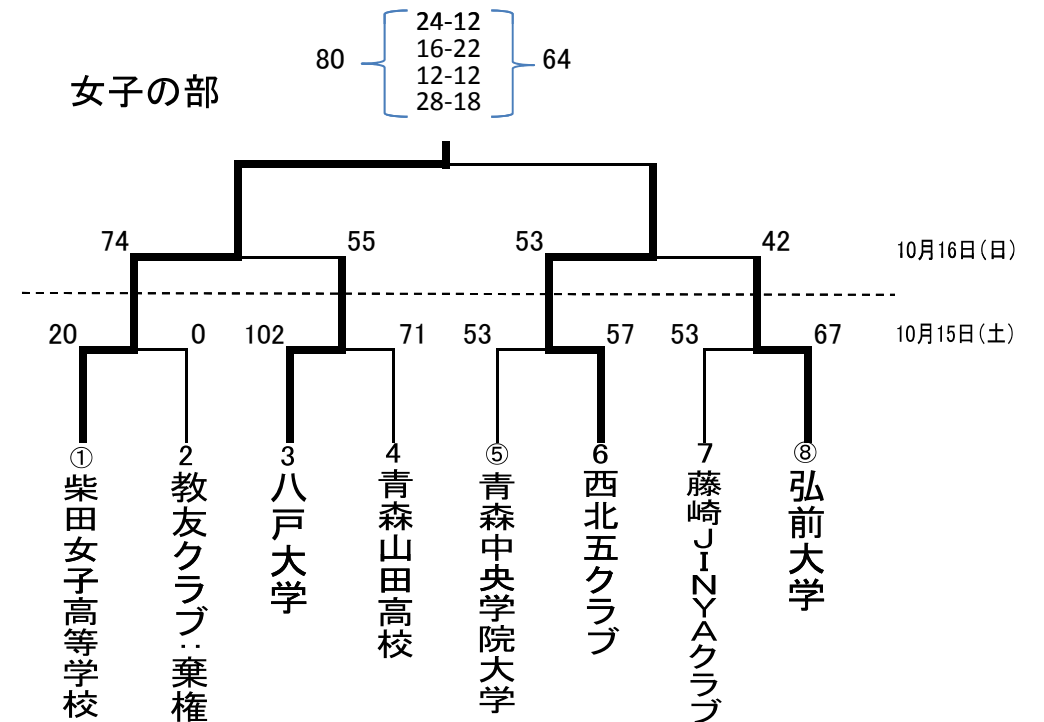 24-12
80 16-22 64
12-12
28-18
女子の部
74 55 53 42 10月16日(日)
20 0 102 71 53 57 53 67 10月15日(土)
① 2 3 4 ⑤ 6 7 ⑧
柴田女子高等学校
教友クラブ:棄権
八戸大学
青森山田高校
青森中央学院大学
西北五クラブ
藤崎JINYAクラブ
弘前大学